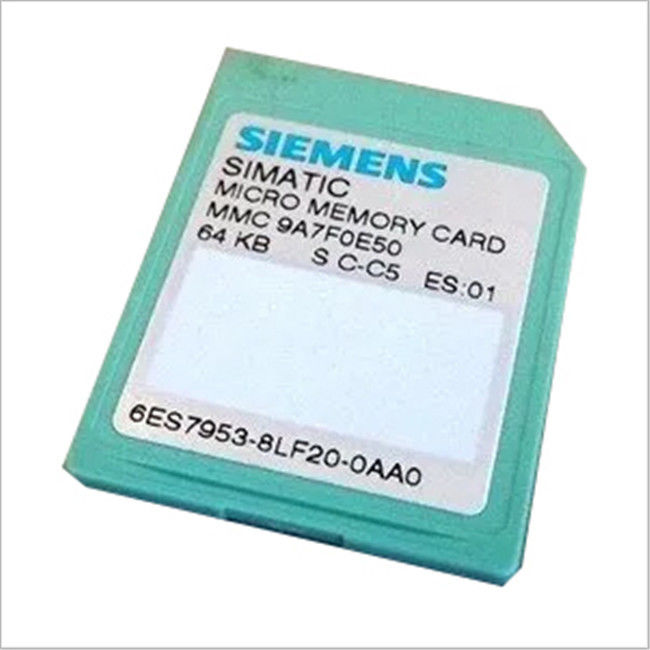 SIEMENS
SIMATIC
MICRO MEMORY CARD
MMC 9A7F0E50
64 KB S C-C5 ES:01
6ES7953-8LF20-0AA0